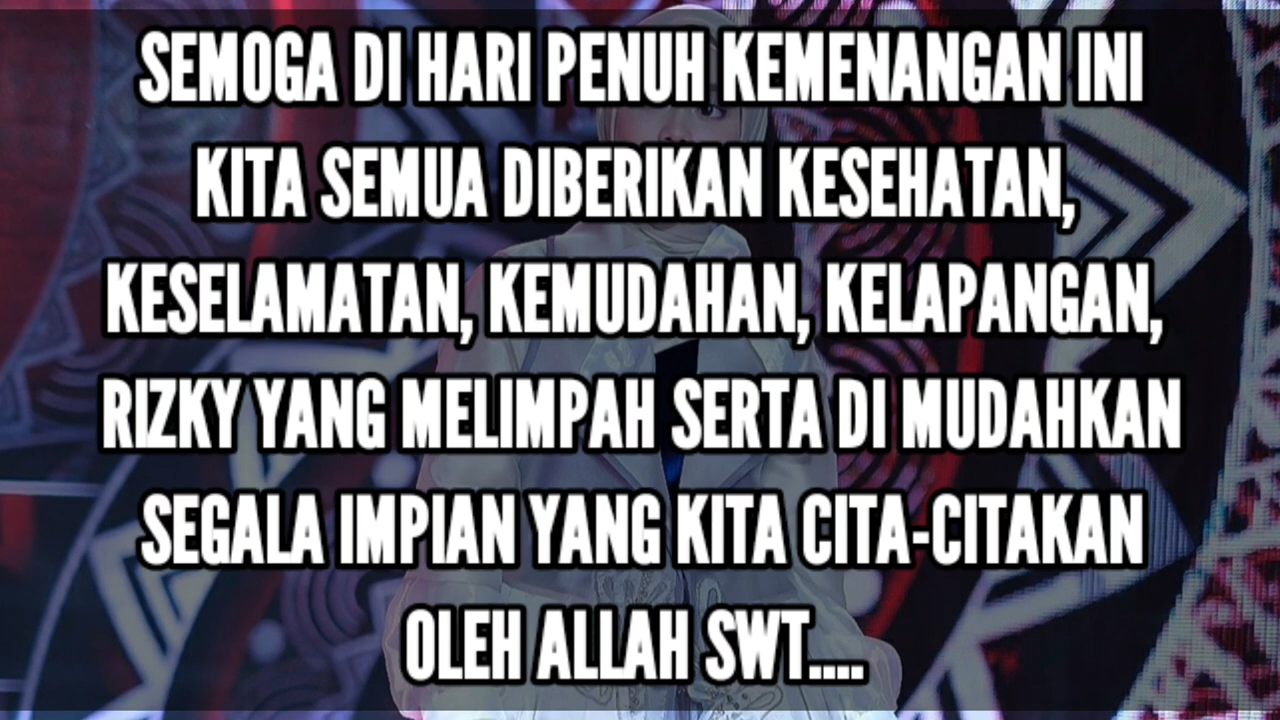 SEMOGA DI HARI PENUH KEMENANGAN INI
KITA SEMUA DIBERIKAN KESEHATAN,
KESELAMATAN, KEMUDAHAN, KELAPANGAN,
RIZKY YANG MELIMPAH SERTA DI MUDAHKAN
SEGALA IMPIAN YANG KITA CITA-CITAKAN
OLEH ALLAH SWT....